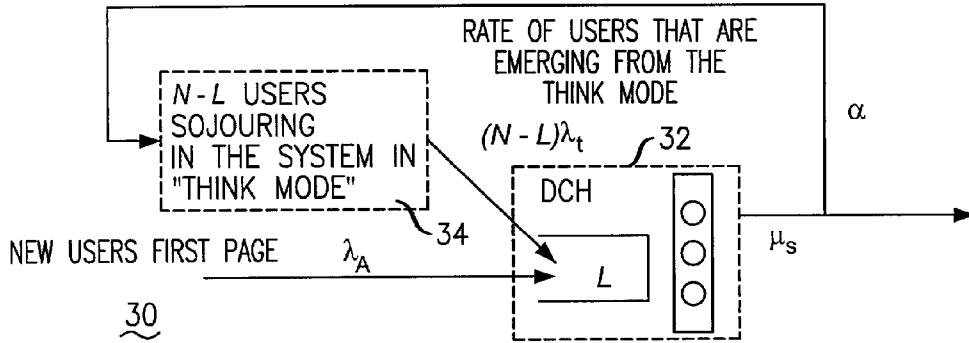 RATE OF USERS THAT ARE
EMERGING FROM THE
THINK MODE
N - L USERS
SOJOURING
IN THE SYSTEM IN
"THINK MODE"
34
(N - L)λt
32
α
DCH
L
μs
NEW USERS FIRST PAGE
λA
30